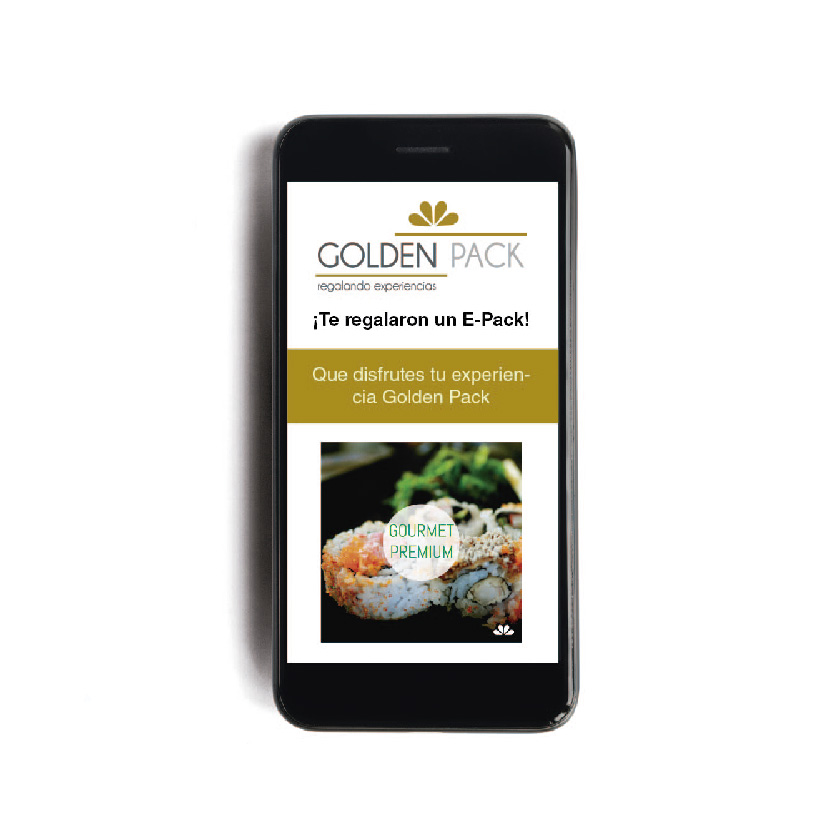 GOLDEN PACK
regalando experiencias
¡Te regalaron un E-Pack!
Que disfrutes tu experien-
cia Golden Pack
GOURMET
PREMIUM